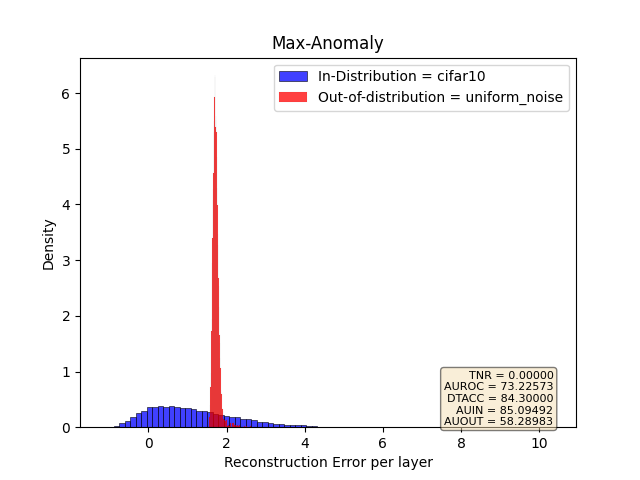 Max-Anomaly
In-Distribution = cifar10
Out-of-distribution = uniform_noise
Density
6
5
4
3
2
1
0
TNR = 0.00000
AUROC = 73.22573
DTACC = 84.30000
AUIN = 85.09492
AUOUT = 58.28983
0 2 4 6 8 10
Reconstruction Error per layer